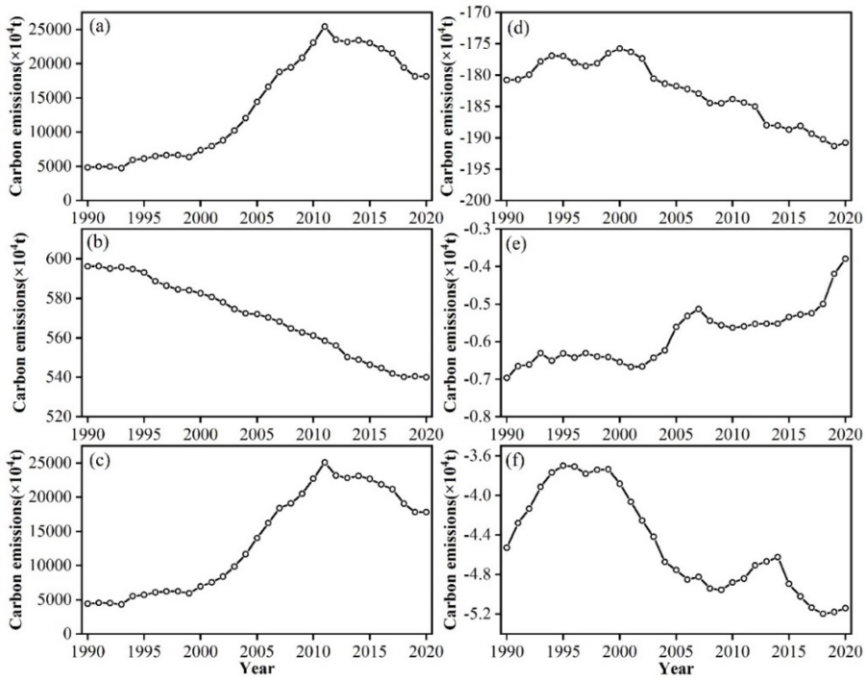 (a)
Carbon emissions(×10⁴t)
25000
20000
15000
10000
5000
0
1990 1995 2000 2005 2010 2015 2020
(d)
Carbon emissions(×10⁴t)
-170
-175
-180
-185
-190
-195
-200
1990 1995 2000 2005 2010 2015 2020
(b)
Carbon emissions(×10⁴t)
600
580
560
540
520
1990 1995 2000 2005 2010 2015 2020
(e)
Carbon emissions(×10⁴t)
-0.3
-0.4
-0.5
-0.6
-0.7
-0.8
1990 1995 2000 2005 2010 2015 2020
(c)
Carbon emissions(×10⁴t)
25000
20000
15000
10000
5000
0
1990 1995 2000 2005 2010 2015 2020
Year
(f)
Carbon emissions(×10⁴t)
-3.6
-4.0
-4.4
-4.8
-5.2
1990 1995 2000 2005 2010 2015 2020
Year